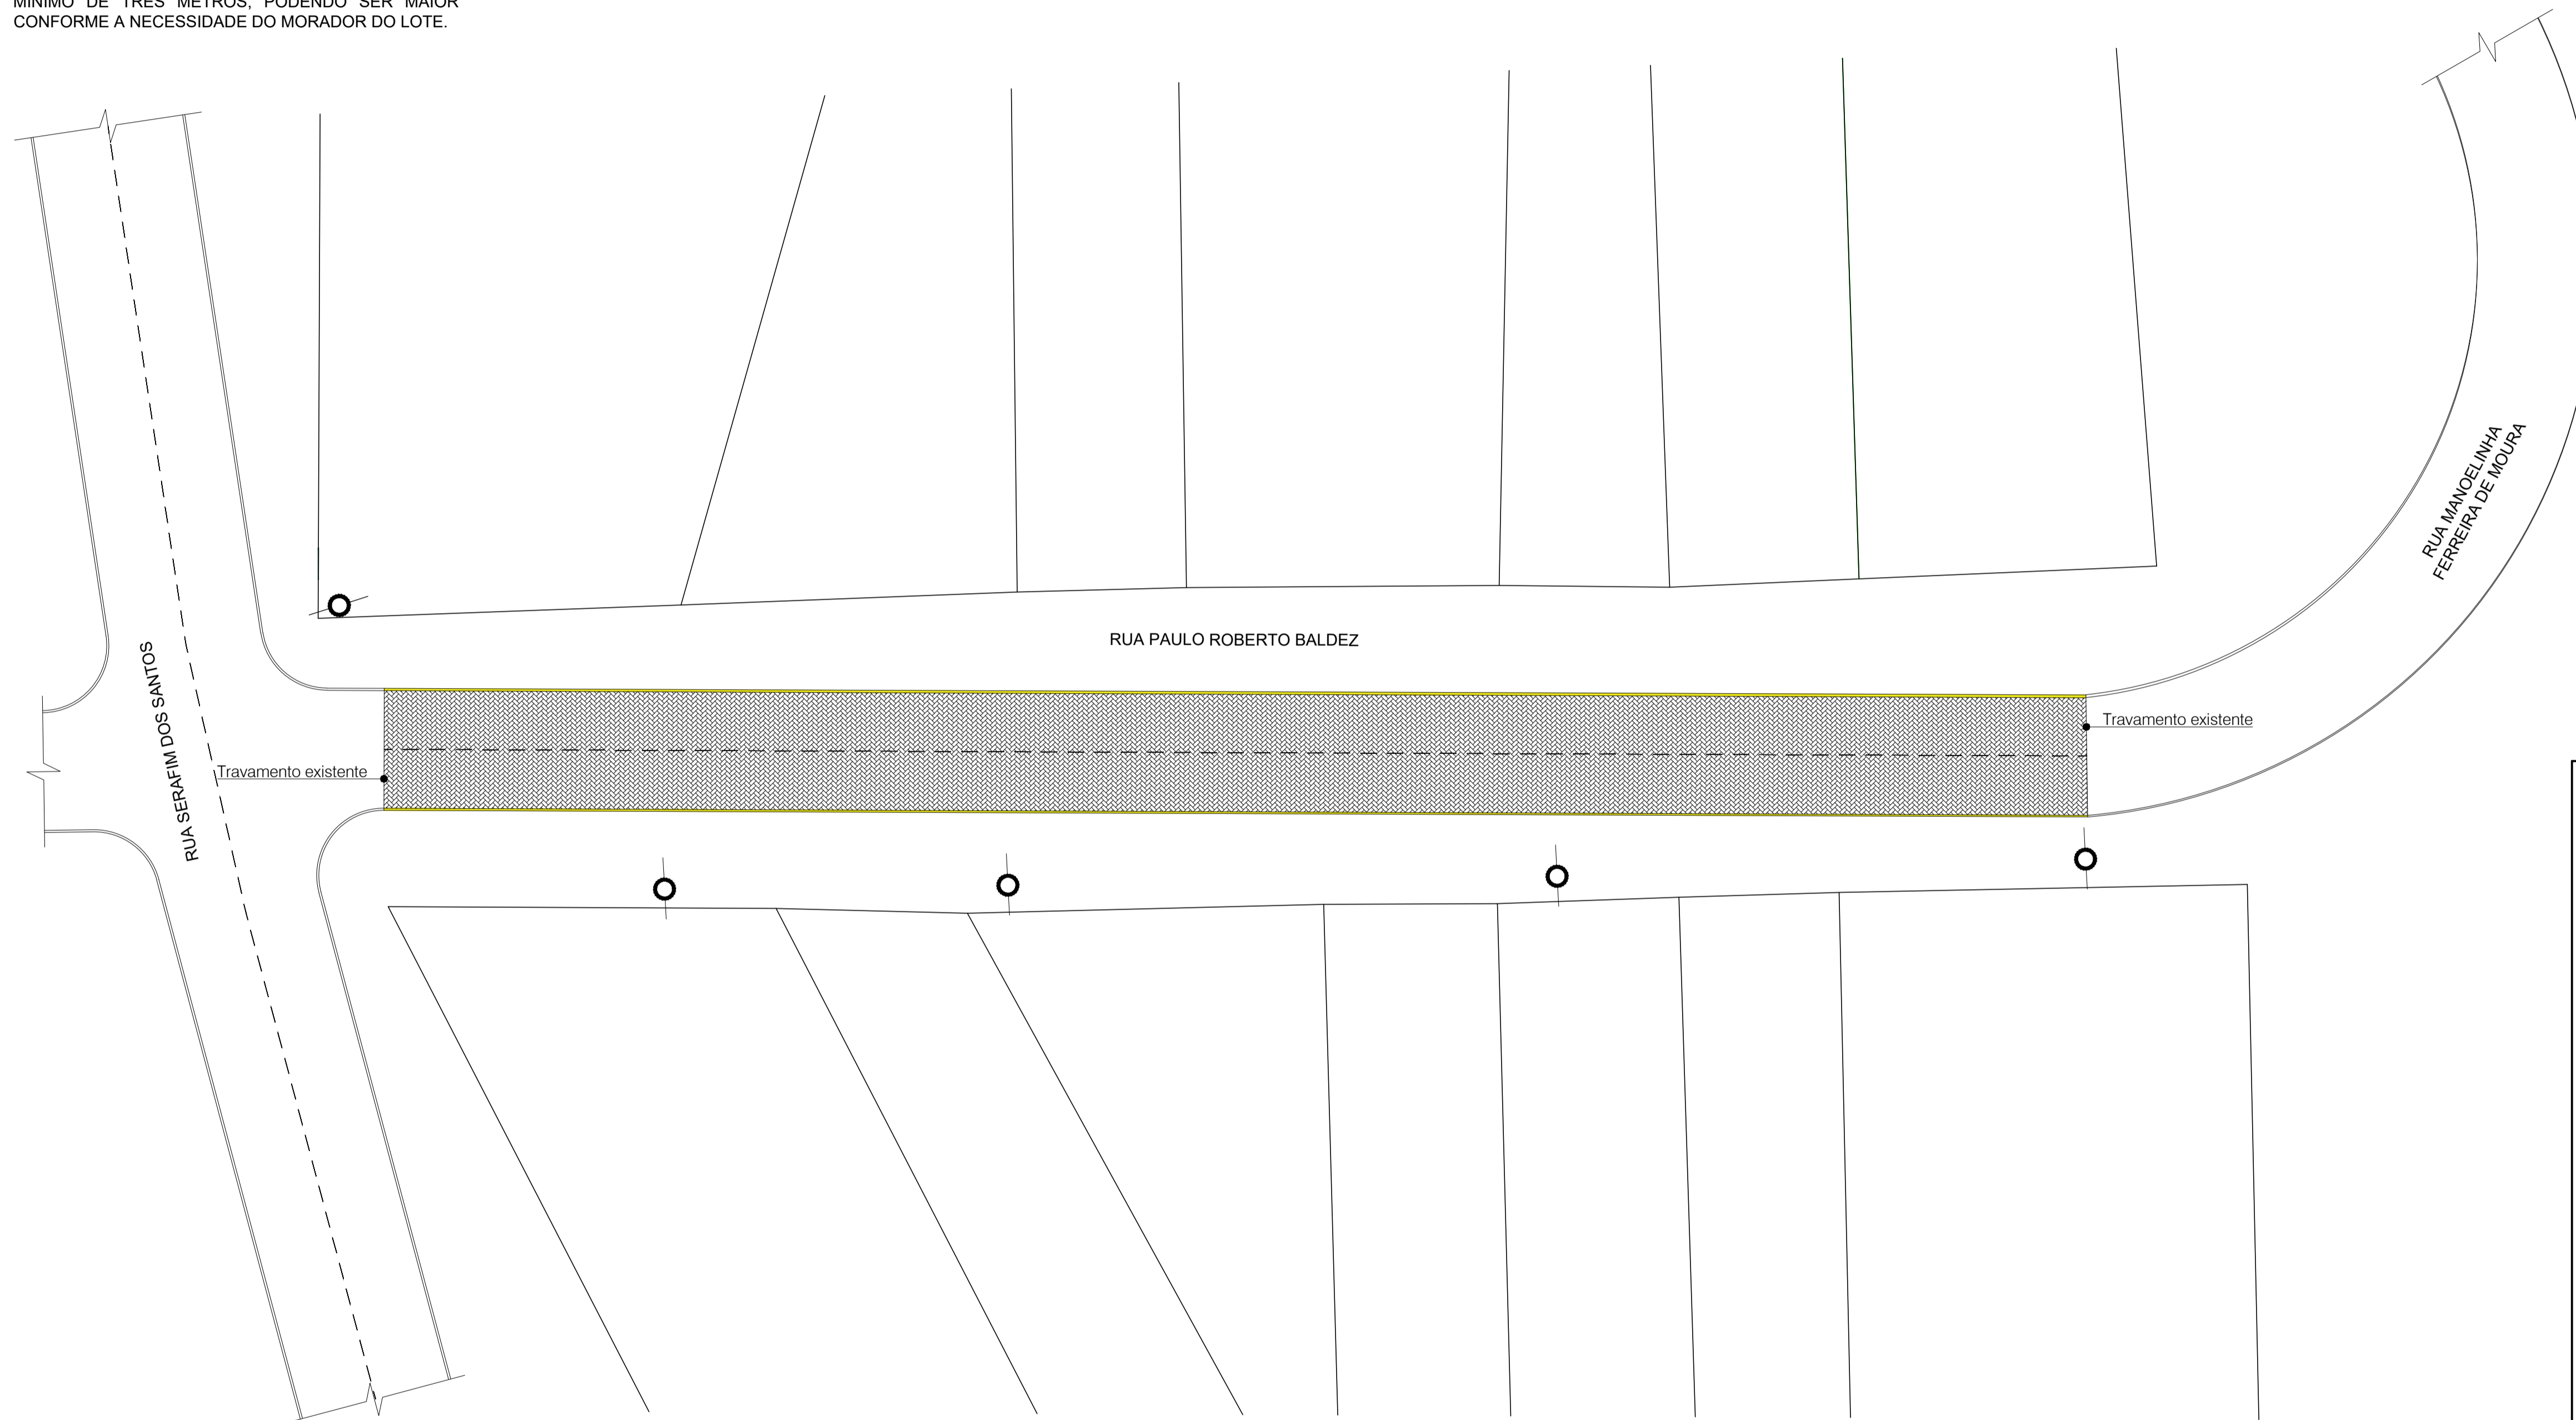 MÍNIMO DE TRÊS METROS, PODENDO SER MAIOR
CONFORME A NECESSIDADE DO MORADOR DO LOTE.
RUA MANOELINHA
FERREIRA DE MOURA
RUA PAULO ROBERTO BALDEZ
RUA SERAFIM DOS SANTOS
Travamento existente
Travamento existente